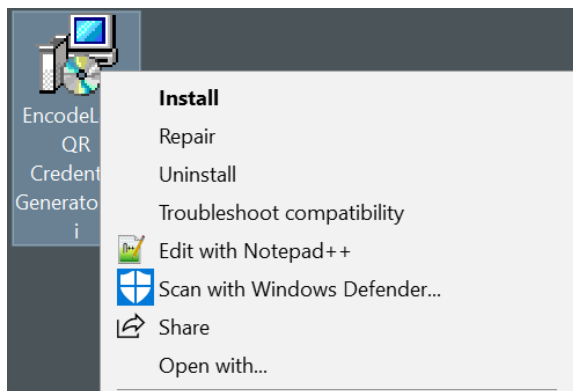 EncodeL
QR
Credent
Generato
i
Install
Repair
Uninstall
Troubleshoot compatibility
Edit with Notepad++
Scan with Windows Defender...
Share
Open with...